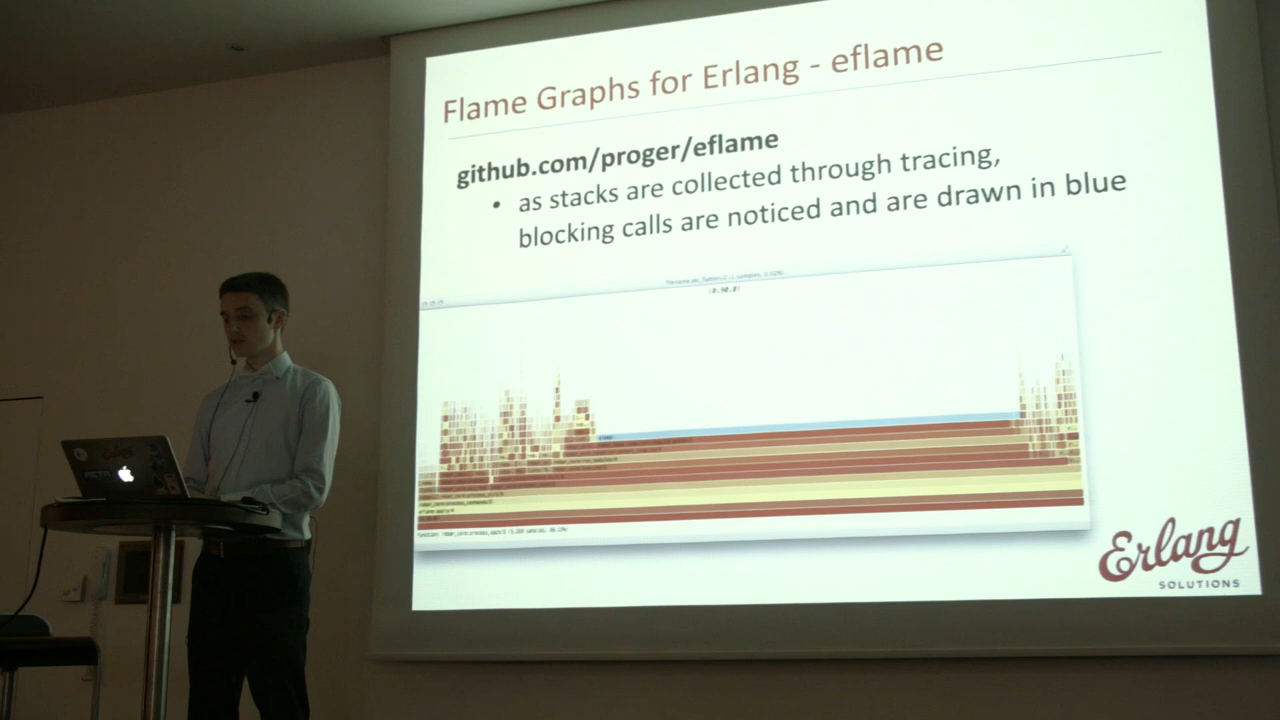 Flame Graphs for Erlang - eflame
github.com/proger/eflame
• as stacks are collected through tracing,
blocking calls are noticed and are drawn in blue
Erlang
SOLUTIONS